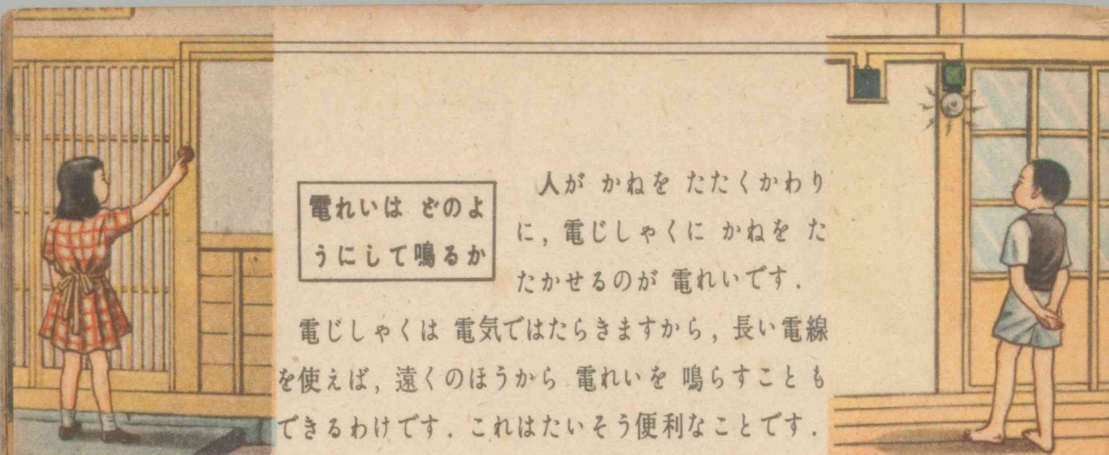 電れいは どのよ
うにして鳴るか
人が かねを たたくかわり
に，電じしゃくに かねを た
たかせるのが 電れいです．
電じしゃくは 電気ではたらきますから，長い電線
を使えば，遠くのほうから 電れいを 鳴らすことも
できるわけです．これはたいそう便利なことです．